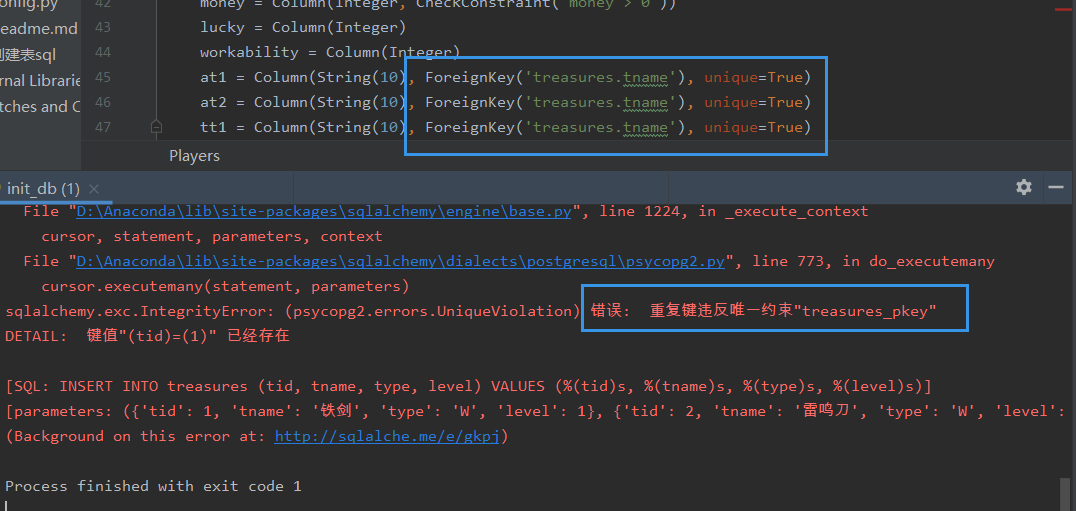 onfig.py
eadme.md
建表sql
rnal Librarie
tches and C
42 money = Column(Integer, CheckConstraint('money > 0'))
43 lucky = Column(Integer)
44 workability = Column(Integer)
45 at1 = Column(String(10), ForeignKey('treasures.tname'), unique=True)
46 at2 = Column(String(10), ForeignKey('treasures.tname'), unique=True)
47 tt1 = Column(String(10), ForeignKey('treasures.tname'), unique=True)
Players
init_db (1)
File "D:\Anaconda\lib\site-packages\sqlalchemy\engine\base.py", line 1224, in _execute_context
cursor, statement, parameters, context
File "D:\Anaconda\lib\site-packages\sqlalchemy\dialects\postgresql\psycopg2.py", line 773, in do_executemany
cursor.executemany(statement, parameters)
sqlalchemy.exc.IntegrityError: (psycopg2.errors.UniqueViolation) 错误: 重复键违反唯一约束"treasures_pkey"
DETAIL: 键值"(tid)=(1)" 已经存在
[SQL: INSERT INTO treasures (tid, tname, type, level) VALUES (%(tid)s, %(tname)s, %(type)s, %(level)s)]
[parameters: ({'tid': 1, 'tname': '铁剑', 'type': 'W', 'level': 1}, {'tid': 2, 'tname': '雷鸣刀', 'type': 'W', 'level':
(Background on this error at: http://sqlalche.me/e/gkpj)
Process finished with exit code 1